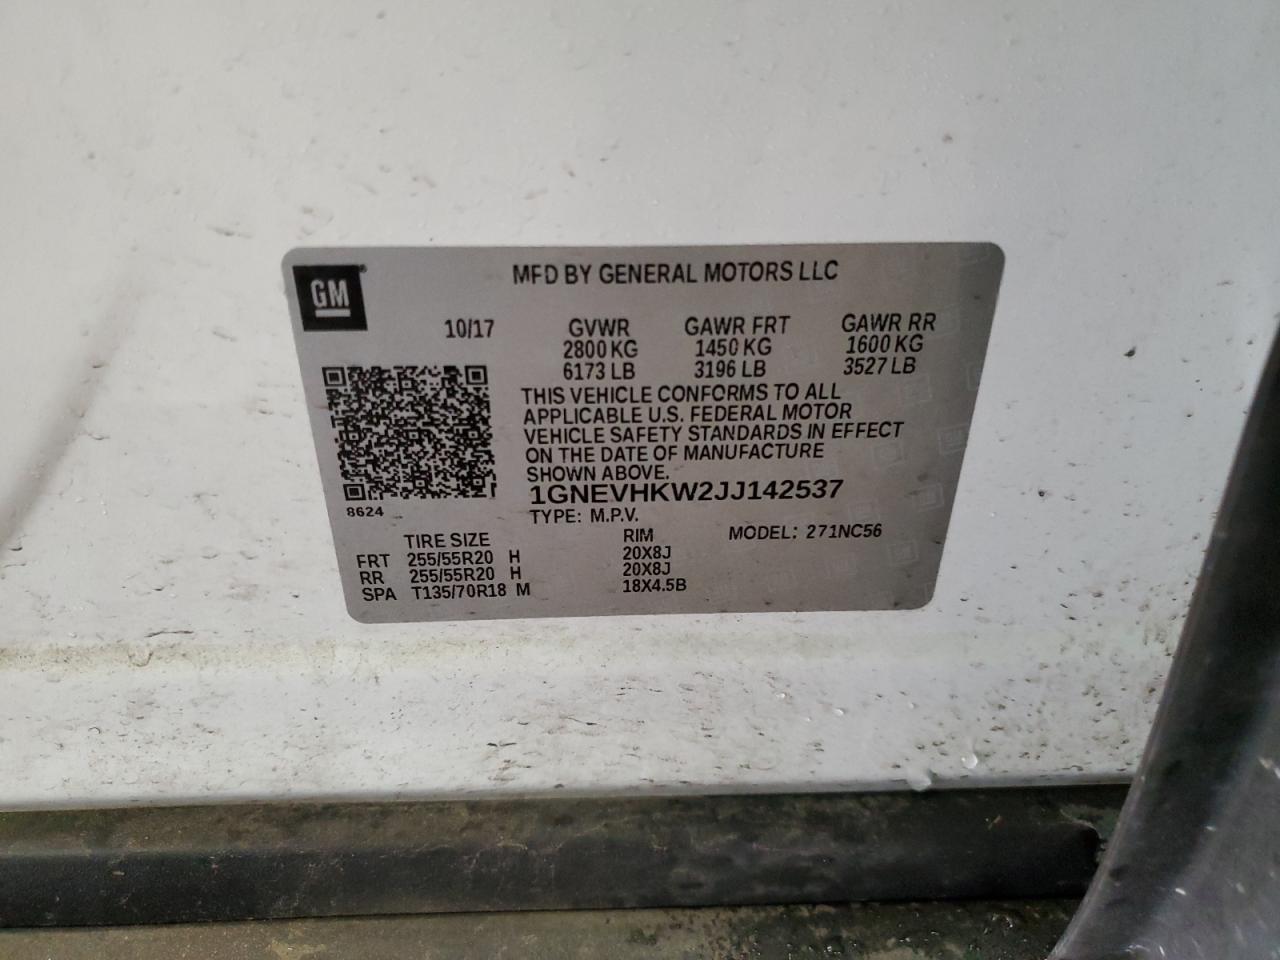 GM
MFD BY GENERAL MOTORS LLC
10/17 GVWR GAWR FRT GAWR RR
2800 KG 1450 KG 1600 KG
6173 LB 3196 LB 3527 LB
THIS VEHICLE CONFORMS TO ALL
APPLICABLE U.S. FEDERAL MOTOR
VEHICLE SAFETY STANDARDS IN EFFECT
ON THE DATE OF MANUFACTURE
SHOWN ABOVE.
1GNEVHKW2JJ142537
8624
TYPE: M.P.V.
TIRE SIZE RIM MODEL: 271NC56
FRT 255/55R20 H 20X8J
RR 255/55R20 H 20X8J
SPA T135/70R18 M 18X4.5B